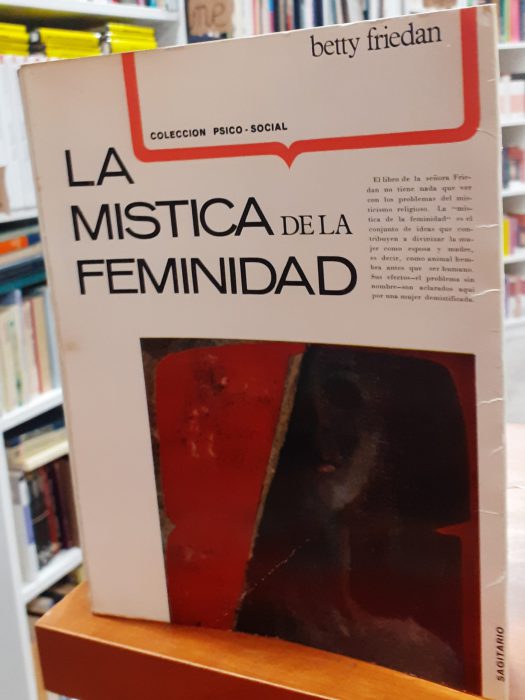 betty friedan
COLECCION PSICO-SOCIAL
LA
MISTICA DE LA
FEMINIDAD
El libro de la señora Frie-
dan no tiene nada que ver
con los problemas del mis-
ticismo religioso. La "mís-
tica de la feminidad" es el
conjunto de ideas que con-
tribuyen a divinizar la mu-
jer como esposa y madre,
es decir, como animal hem-
bra antes que ser humano.
Sus efectos—el problema sin
nombre—son aclarados aquí
por una mujer demistificada.
SAGITARIO
me